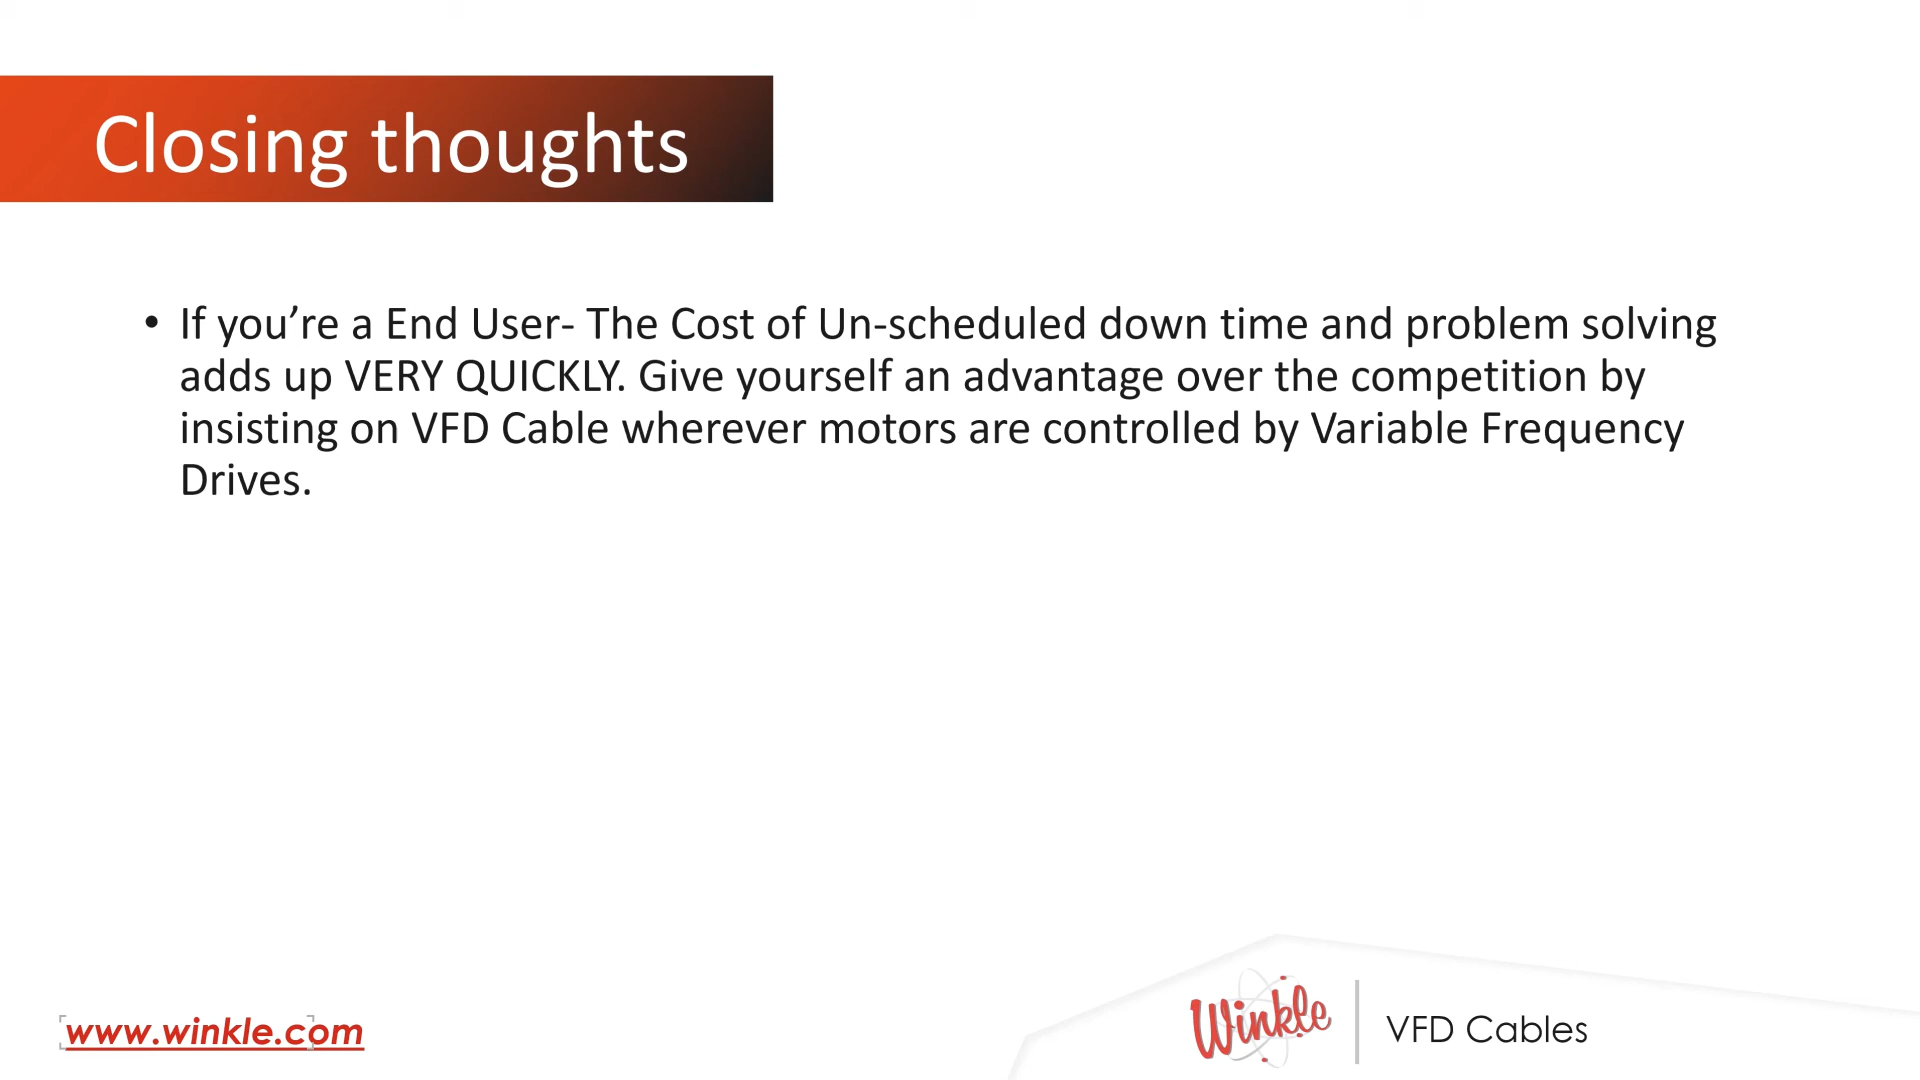 Closing thoughts
• If you’re a End User- The Cost of Un-scheduled down time and problem solving
adds up VERY QUICKLY. Give yourself an advantage over the competition by
insisting on VFD Cable wherever motors are controlled by Variable Frequency
Drives.
www.winkle.com
Winkle
VFD Cables